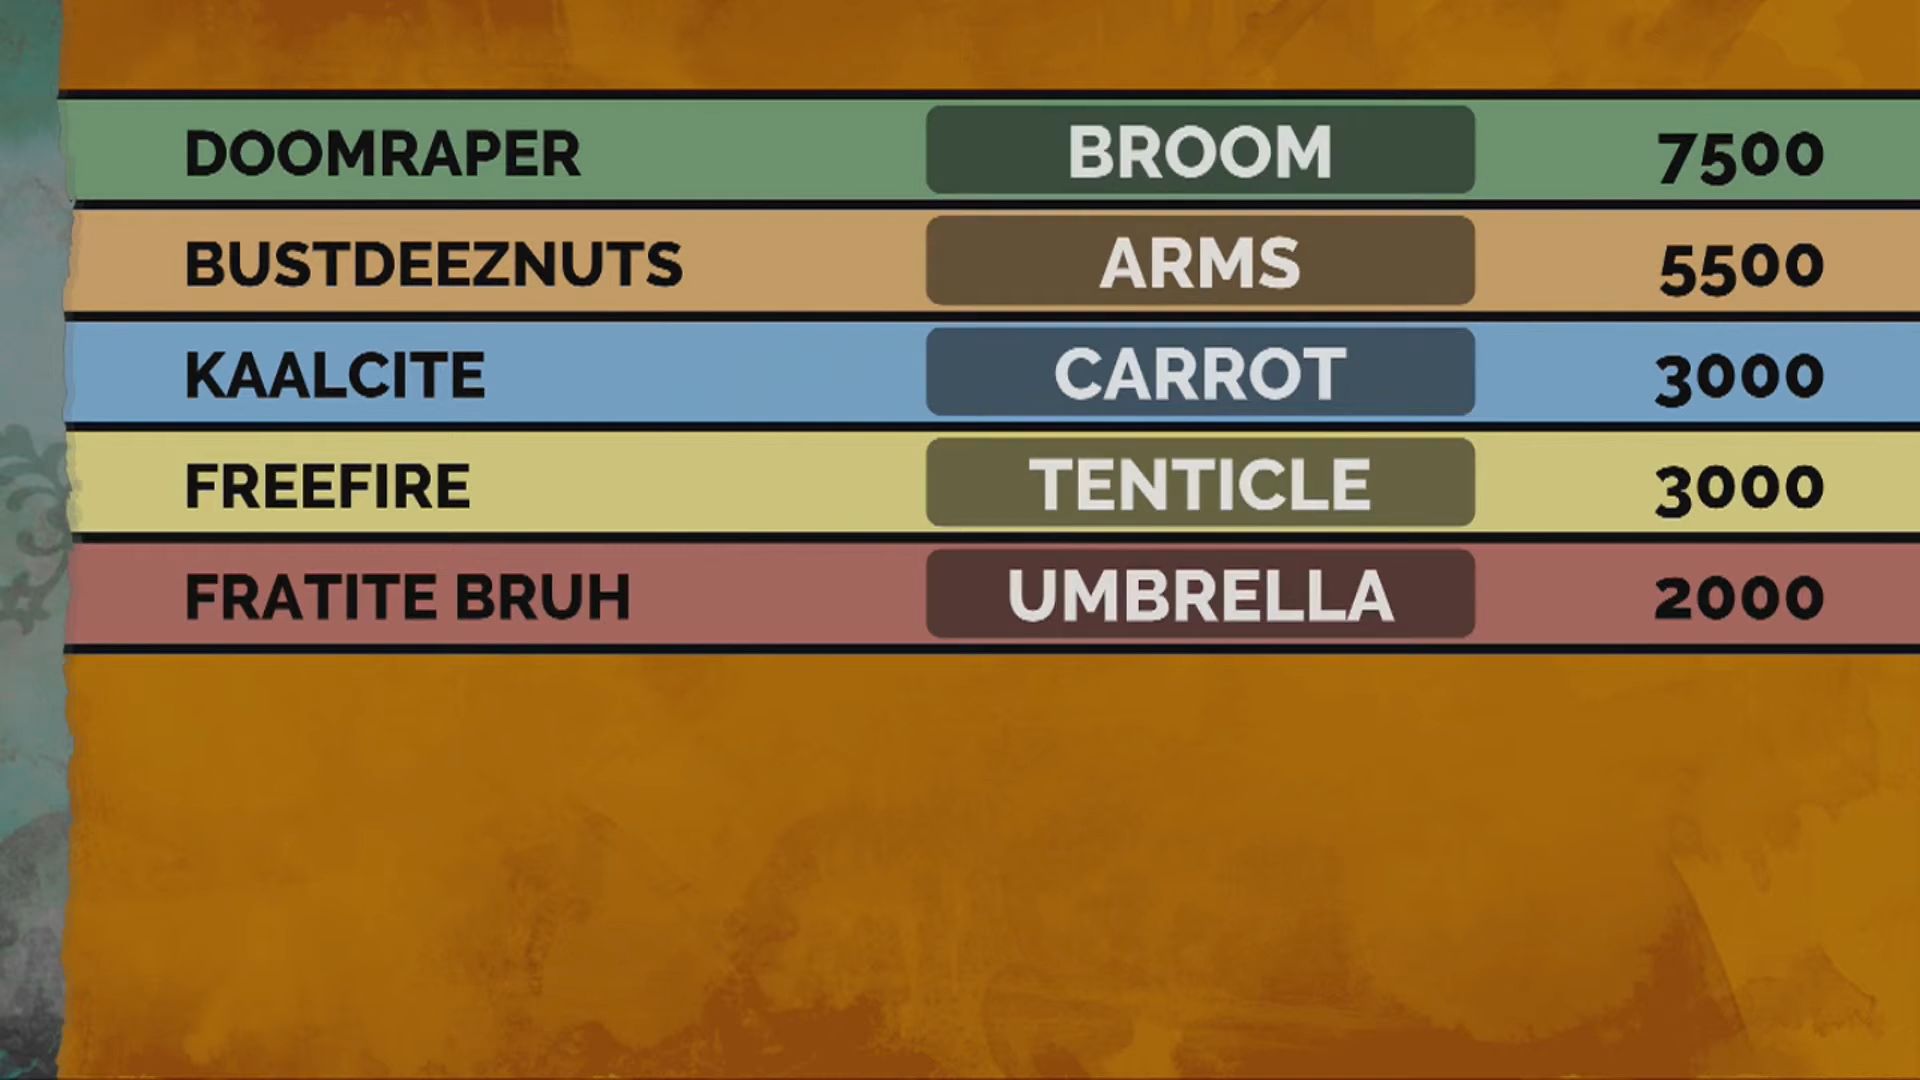 DOOMRAPER BROOM 7500
BUSTDEEZNUTS ARMS 5500
KAALCITE CARROT 3000
FREEFIRE TENTICLE 3000
FRATITE BRUH UMBRELLA 2000